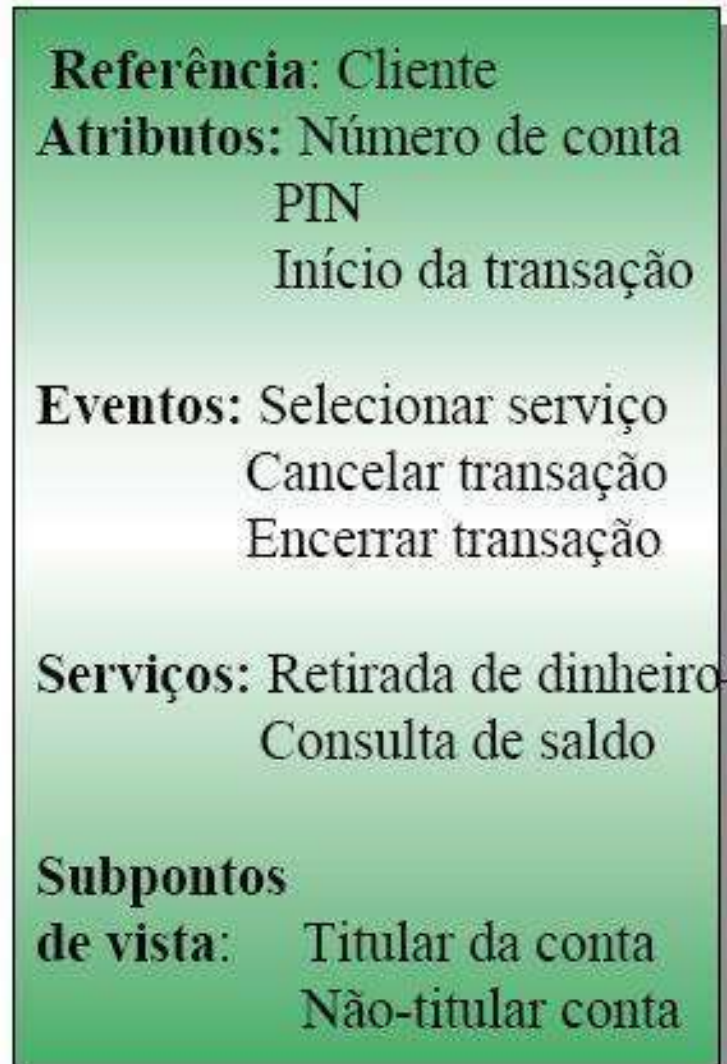 Referência: Cliente
Atributos: Número de conta
PIN
Início da transação
Eventos: Selecionar serviço
Cancelar transação
Encerrar transação
Serviços: Retirada de dinheiro
Consulta de saldo
Subpontos
de vista: Titular da conta
Não-titular conta